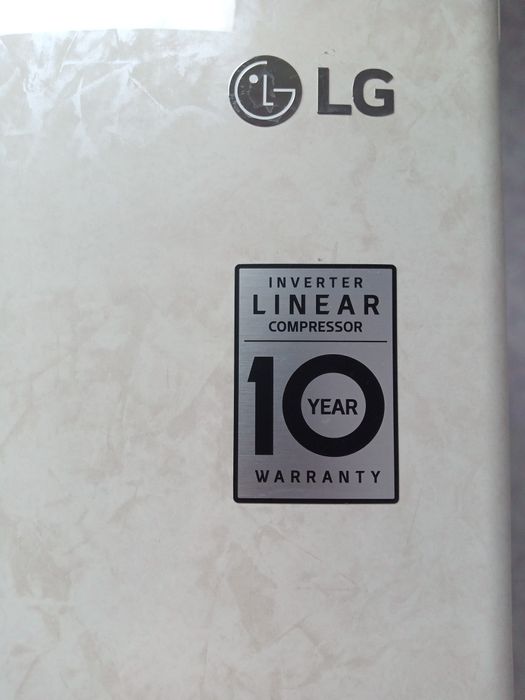 LG
INVERTER
LINEAR
COMPRESSOR
10 YEAR
WARRANTY